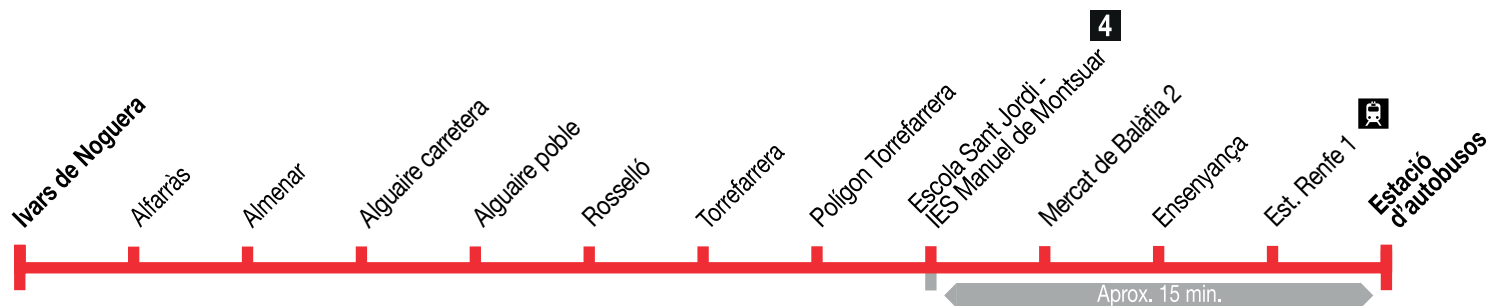 Ivars de Noguera
Alfarràs
Almenar
Alguaire carretera
Alguaire poble
Rosselló
Torrefarrera
Polígon Torrefarrera
Escola Sant Jordi -
IES Manuel de Montsuar
4
Mercat de Balàfia 2
Ensenyança
Est. Renfe 1
Estació
d'autobusos
Aprox. 15 min.